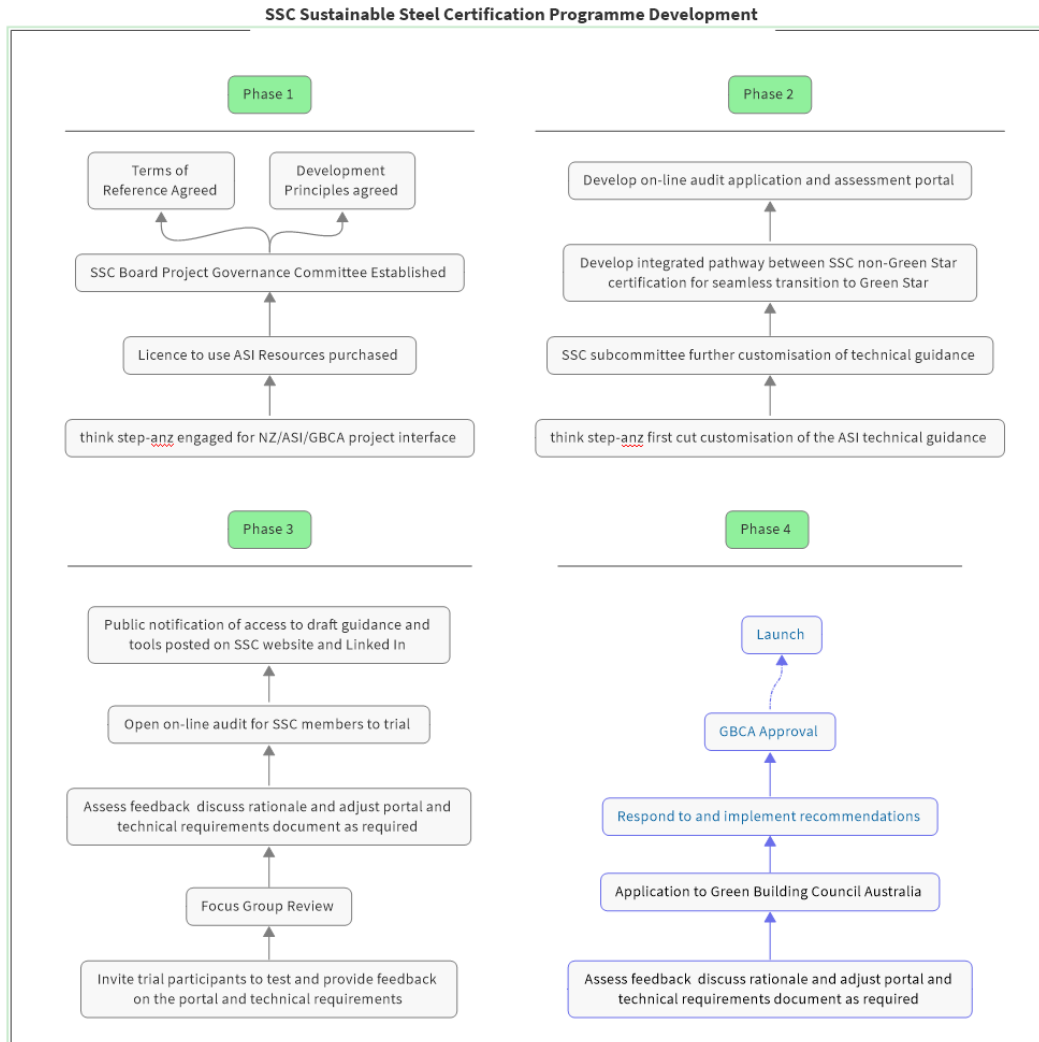 SSC Sustainable Steel Certification Programme Development
Phase 1
Terms of
Reference Agreed
Development
Principles agreed
SSC Board Project Governance Committee Established
Licence to use ASI Resources purchased
think step-anz engaged for NZ/ASI/GBCA project interface
Phase 2
Develop on-line audit application and assessment portal
Develop integrated pathway between SSC non-Green Star
certification for seamless transition to Green Star
SSC subcommittee further customisation of technical guidance
think step-anz first cut customisation of the ASI technical guidance
Phase 3
Public notification of access to draft guidance and
tools posted on SSC website and Linked In
Open on-line audit for SSC members to trial
Assess feedback  discuss rationale and adjust portal and
technical requirements document as required
Focus Group Review
Invite trial participants to test and provide feedback
on the portal and technical requirements
Phase 4
Launch
GBCA Approval
Respond to and implement recommendations
Application to Green Building Council Australia
Assess feedback  discuss rationale and adjust portal and
technical requirements document as required